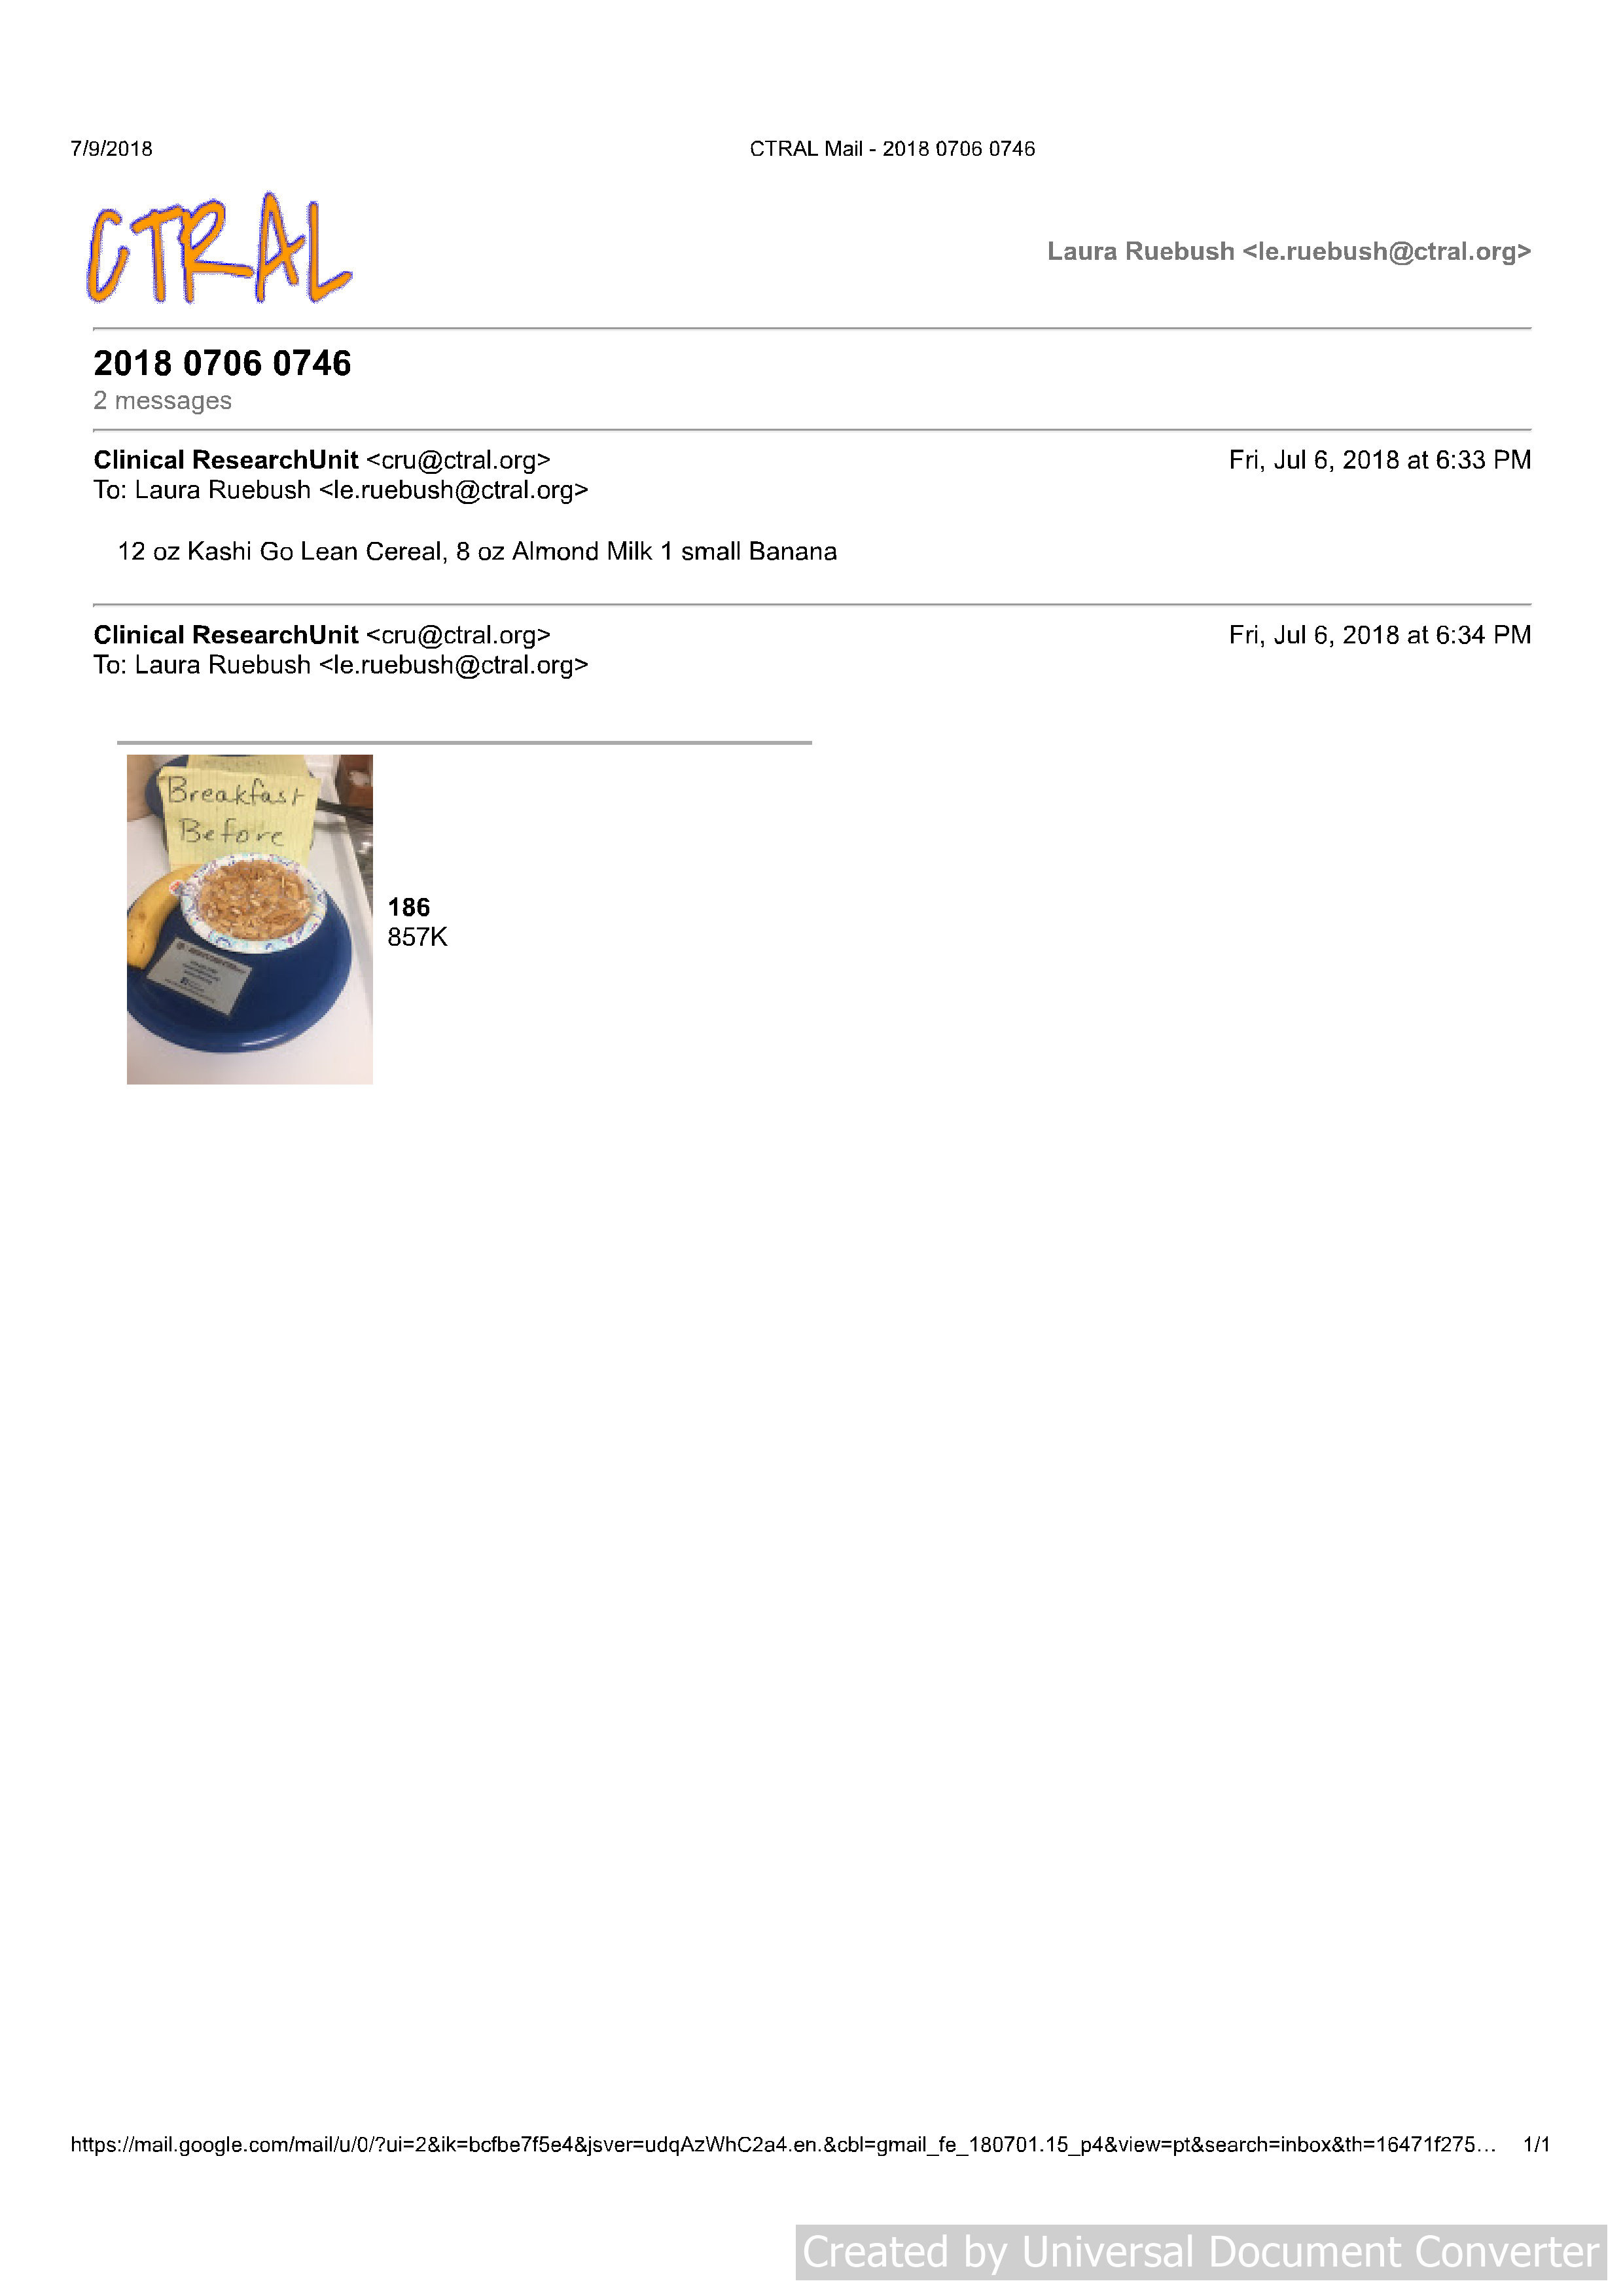 7/9/2018 CTRAL Mail - 2018 0706 0746
CTRAL
Laura Ruebush <le.ruebush@ctral.org>
2018 0706 0746
2 messages
Clinical ResearchUnit <cru@ctral.org> Fri, Jul 6, 2018 at 6:33 PM
To: Laura Ruebush <le.ruebush@ctral.org>
12 oz Kashi Go Lean Cereal, 8 oz Almond Milk 1 small Banana
Clinical ResearchUnit <cru@ctral.org> Fri, Jul 6, 2018 at 6:34 PM
To: Laura Ruebush <le.ruebush@ctral.org>
Breakfast
Before
186
857K
https://mail.google.com/mail/u/0/?ui=2&ik=bcfbe7f5e4&jsver=udqAzWhC2a4.en.&cbl=gmail_fe_180701.15_p4&view=pt&search=inbox&th=16471f275... 1/1
Created by Universal Document Converter